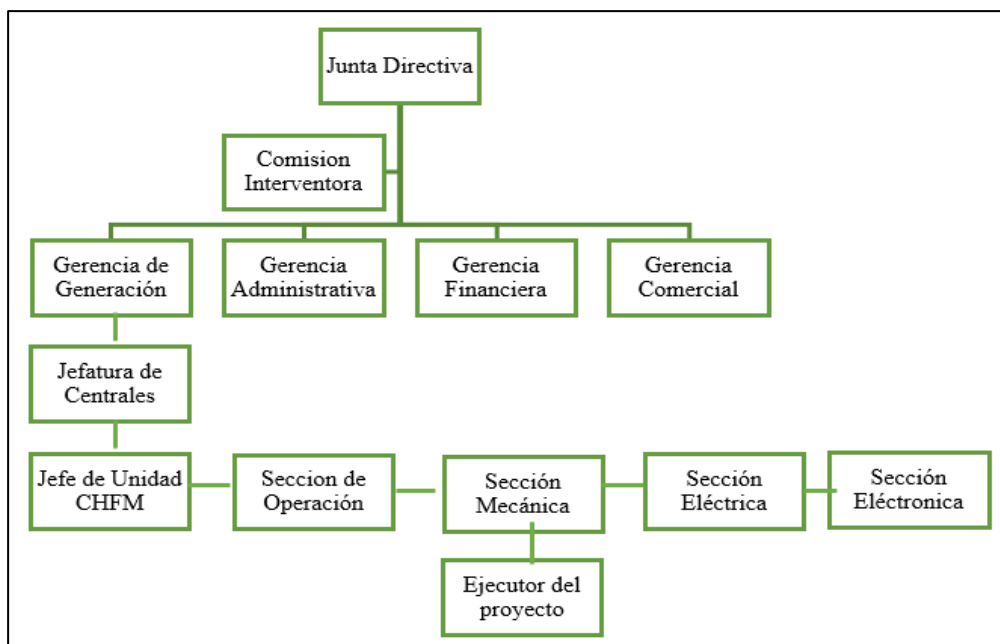 Junta Directiva
Comision
Interventora
Gerencia de
Generación
Gerencia
Administrativa
Gerencia
Financiera
Gerencia
Comercial
Jefatura de
Centrales
Jefe de Unidad
CHFM
Seccion de
Operación
Sección
Mecánica
Sección
Eléctrica
Sección
Eléctronica
Ejecutor del
proyecto